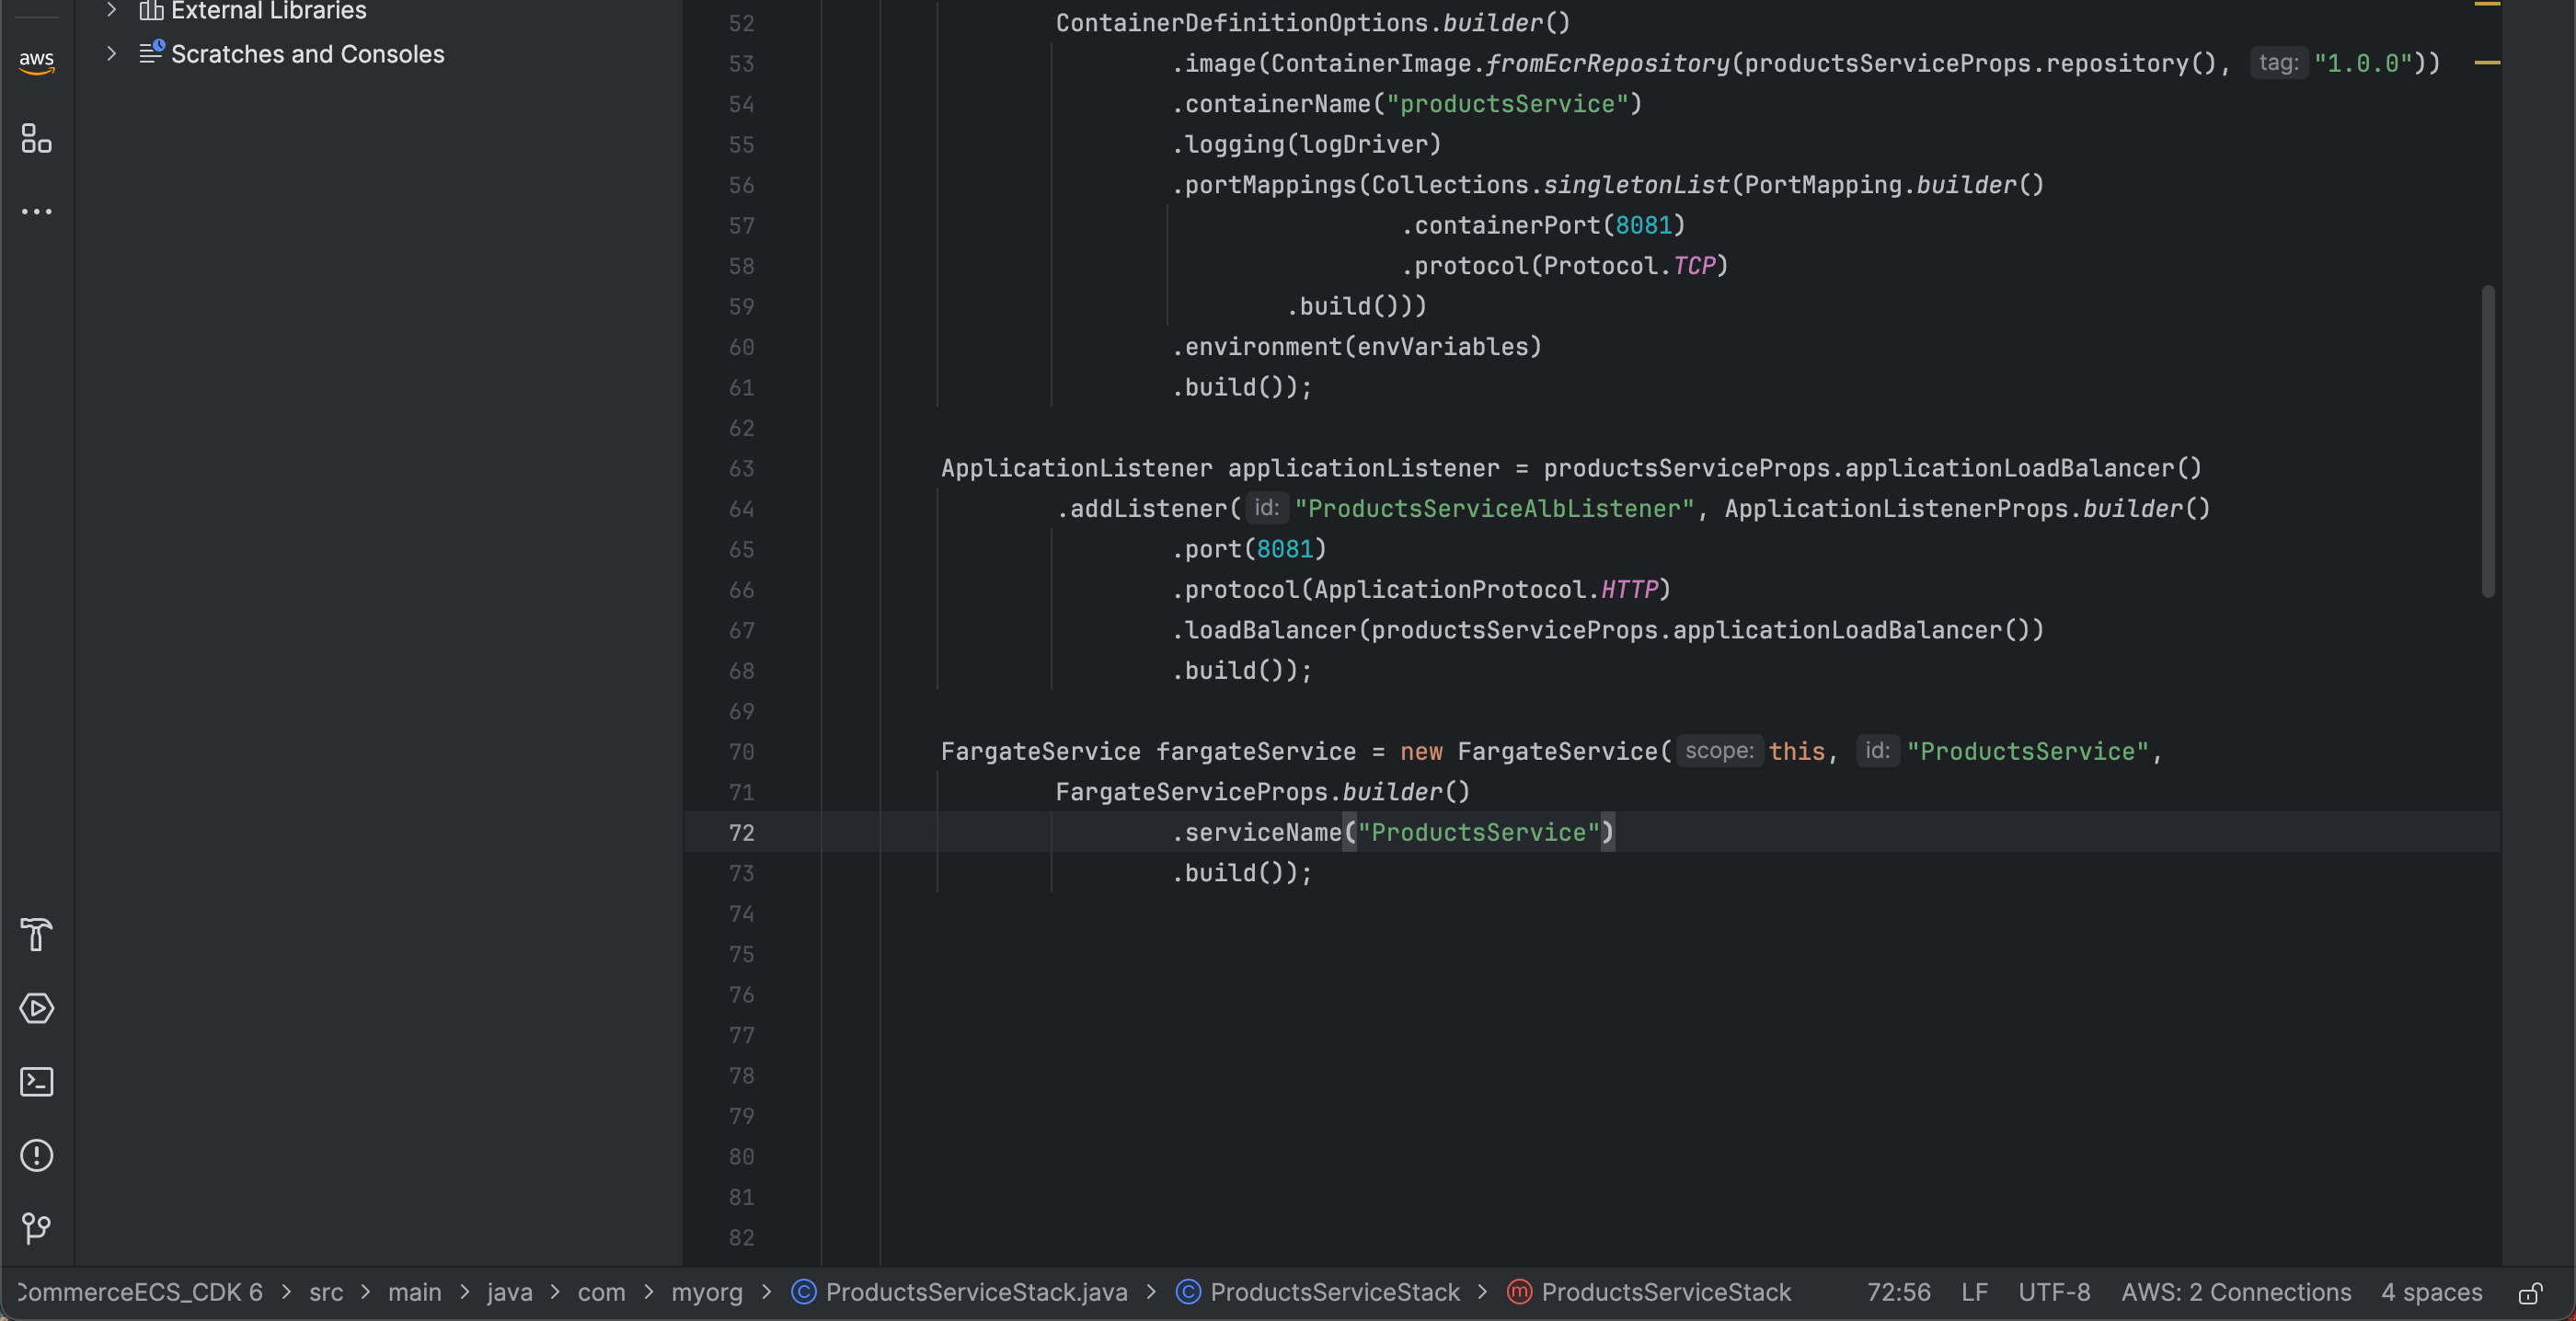 External Libraries
Scratches and Consoles
aws
52 ContainerDefinitionOptions.builder()
53 .image(ContainerImage.fromEcrRepository(productsServiceProps.repository(), tag: "1.0.0"))
54 .containerName("productsService")
55 .logging(logDriver)
56 .portMappings(Collections.singletonList(PortMapping.builder()
57 .containerPort(8081)
58 .protocol(Protocol.TCP)
59 .build()))
60 .environment(envVariables)
61 .build());
62
63 ApplicationListener applicationListener = productsServiceProps.applicationLoadBalancer()
64 .addListener( id: "ProductsServiceAlbListener", ApplicationListenerProps.builder()
65 .port(8081)
66 .protocol(ApplicationProtocol.HTTP)
67 .loadBalancer(productsServiceProps.applicationLoadBalancer())
68 .build());
69
70 FargateService fargateService = new FargateService( scope: this, id: "ProductsService",
71 FargateServiceProps.builder()
72 .serviceName("ProductsService")
73 .build());
74
75
76
77
78
79
80
81
82
CommerceECS_CDK 6 > src > main > java > com > myorg > ProductsServiceStack.java > ProductsServiceStack > ProductsServiceStack 72:56 LF UTF-8 AWS: 2 Connections 4 spaces